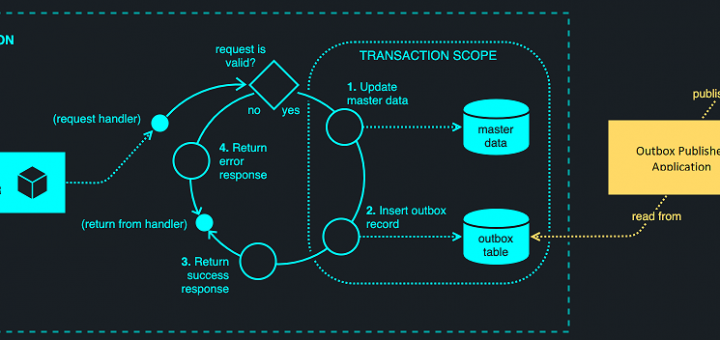 ON
request is
valid?
TRANSACTION SCOPE
1. Update
master data
no
yes
(request handler)
master
data
4. Return
error
response
Outbox Publishe
Application
publis
read from
2. Insert outbox
record
(return from handler)
outbox
table
3. Return
success
response